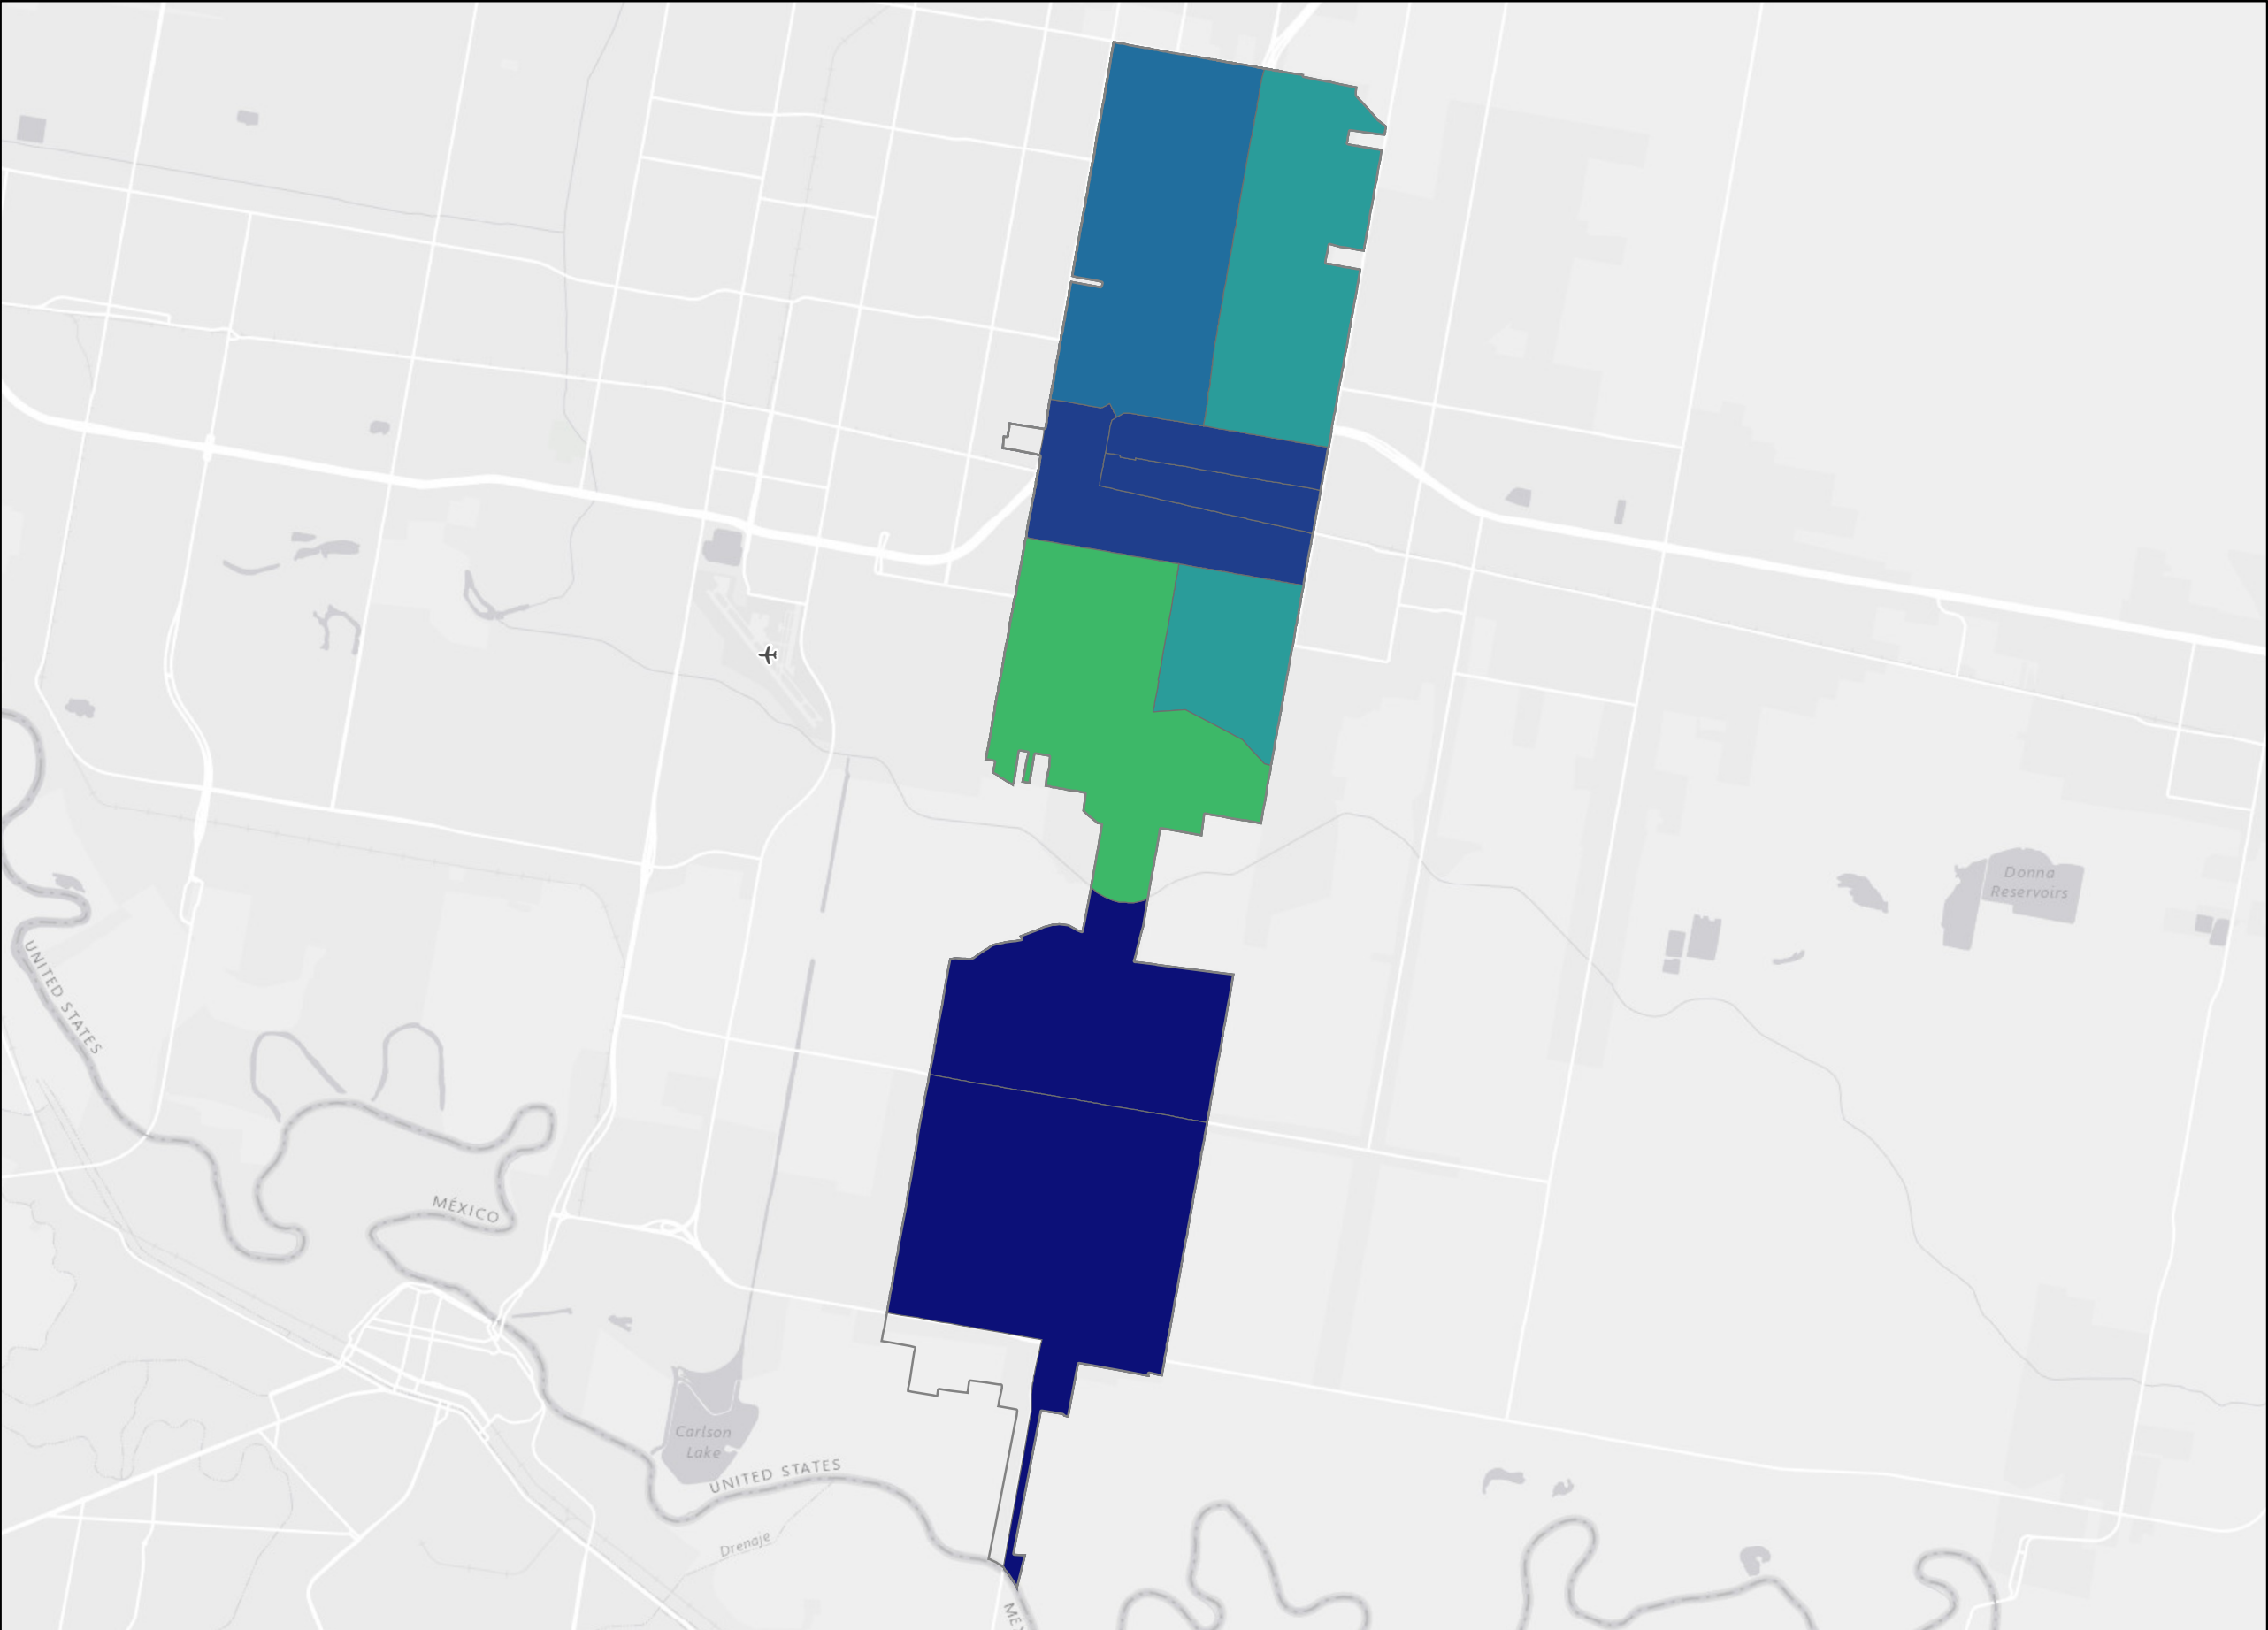 Donna
Reservoirs
UNITED STATES
MÉXICO
Carlson
Lake
UNITED STATES
Drenaje